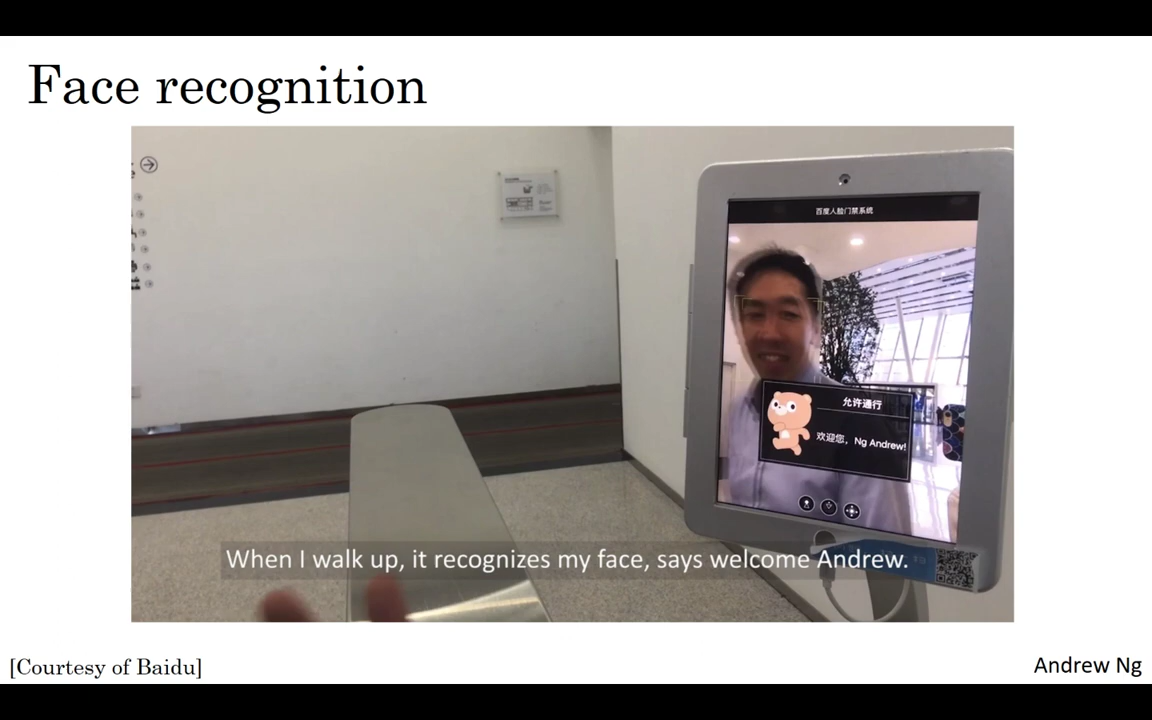 Face recognition
百度人脸门禁系统
允许通行
欢迎您，Ng Andrew!
When I walk up, it recognizes my face, says welcome Andrew.
[Courtesy of Baidu]
Andrew Ng